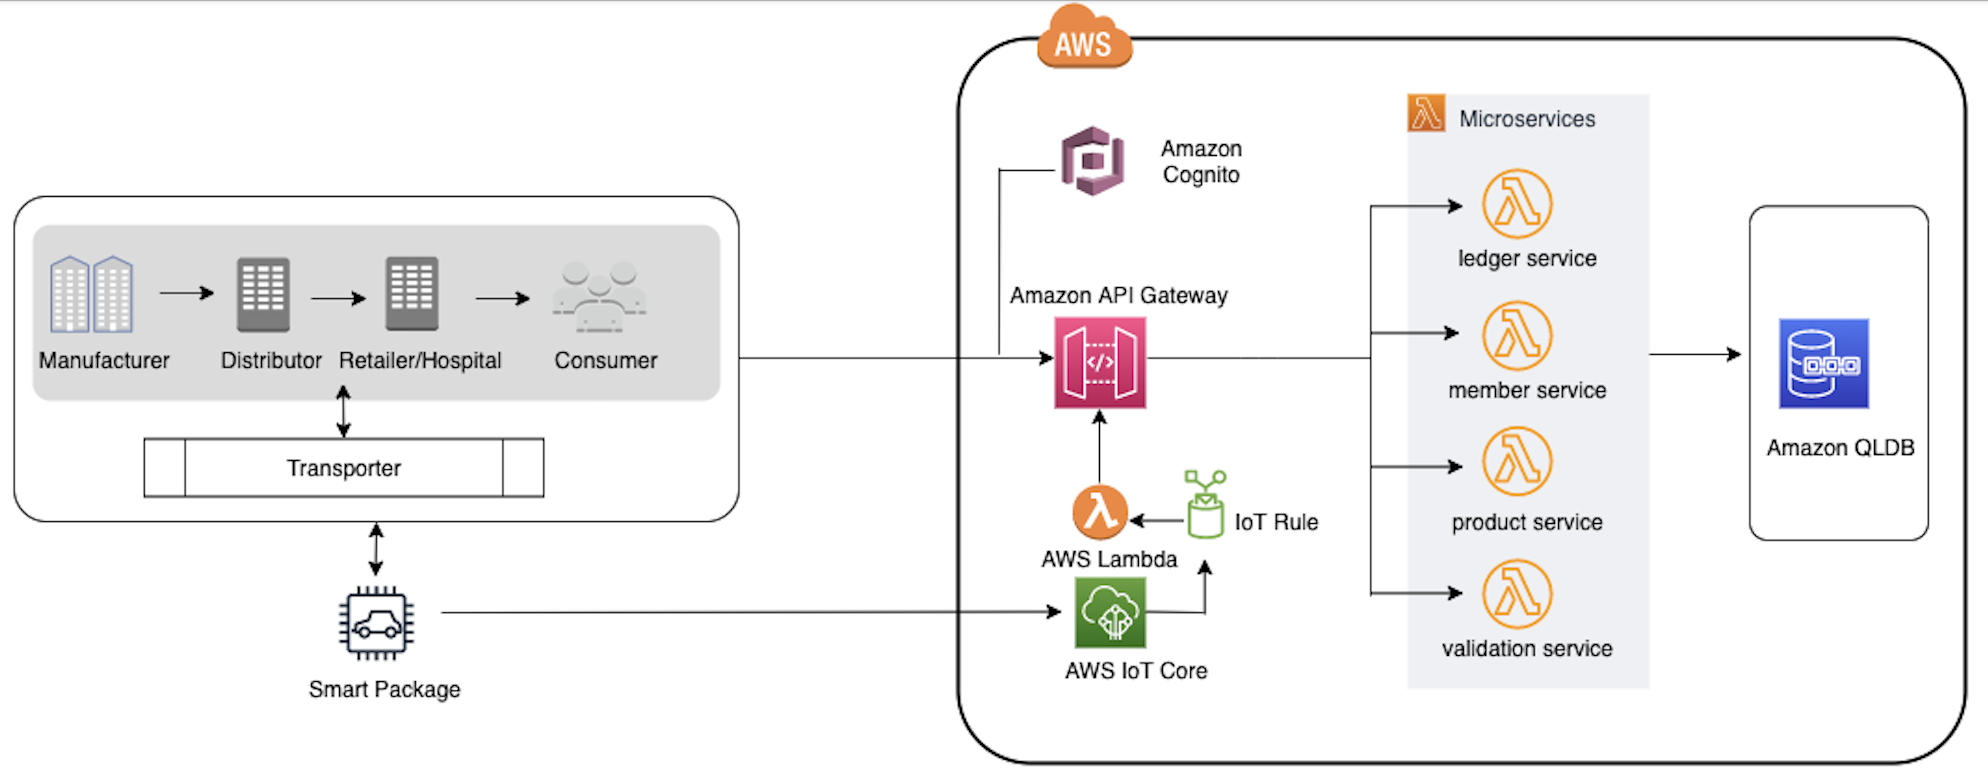 AWS
Amazon
Cognito
Microservices
ledger service
Amazon API Gateway
Manufacturer
Distributor
Retailer/Hospital
Consumer
</>
member service
Amazon QLDB
Transporter
IoT Rule
product service
AWS Lambda
validation service
AWS IoT Core
Smart Package